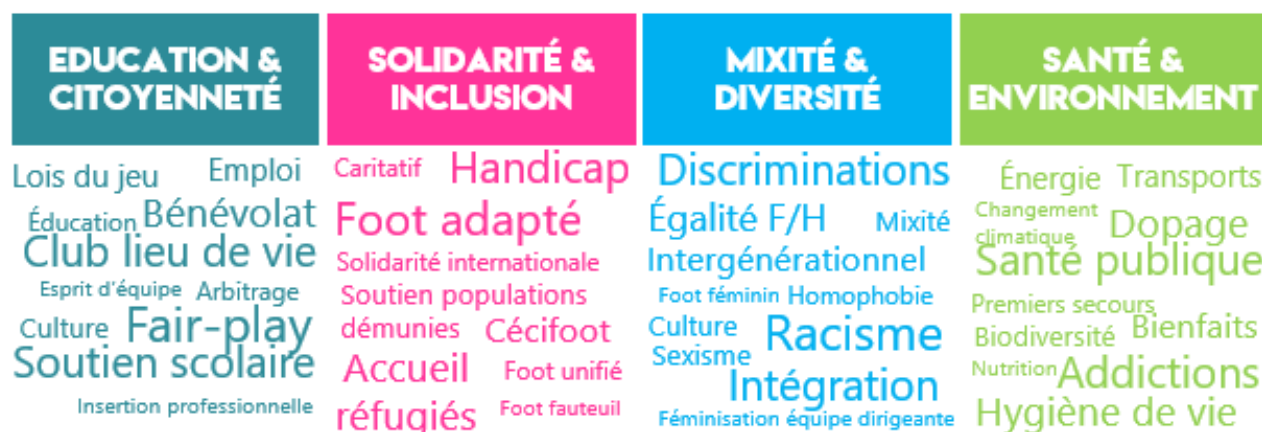 EDUCATION &
CITOYENNETÉ
Lois du jeu Emploi
Éducation Bénévolat
Club lieu de vie
Esprit d'équipe Arbitrage
Culture Fair-play
Soutien scolaire
Insertion professionnelle
SOLIDARITÉ &
INCLUSION
Caritatif Handicap
Foot adapté
Solidarité internationale
Soutien populations
démunies Cécifoot
Accueil Foot unifié
réfugiés Foot fauteuil
MIXITÉ &
DIVERSITÉ
Discriminations
Égalité F/H Mixité
Intergénérationnel
Foot féminin Homophobie
Culture Racisme
Sexisme
Intégration
Féminisation équipe dirigeante
SANTÉ &
ENVIRONNEMENT
Énergie Transports
Changement
climatique Dopage
Santé publique
Premiers secours
Biodiversité Bienfaits
Nutrition Addictions
Hygiène de vie